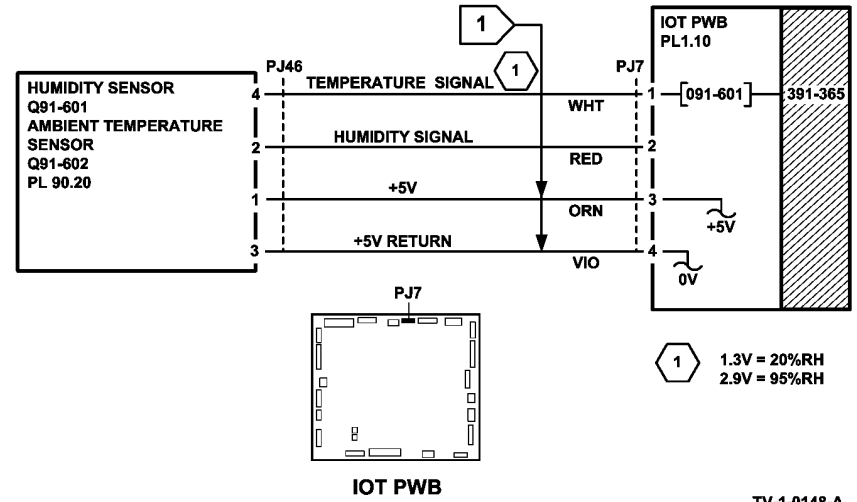 1
IOT PWB
PL1.10
PJ46
1
PJ7
HUMIDITY SENSOR
Q91-601
AMBIENT TEMPERATURE
SENSOR
Q91-602
PL 90.20
4
TEMPERATURE SIGNAL
WHT
1
091-601
391-365
2
HUMIDITY SIGNAL
RED
2
1
+5V
ORN
3
+5V
3
+5V RETURN
VIO
4
0V
PJ7
1
1.3V = 20%RH
2.9V = 95%RH
IOT PWB
TV-1-0148-A